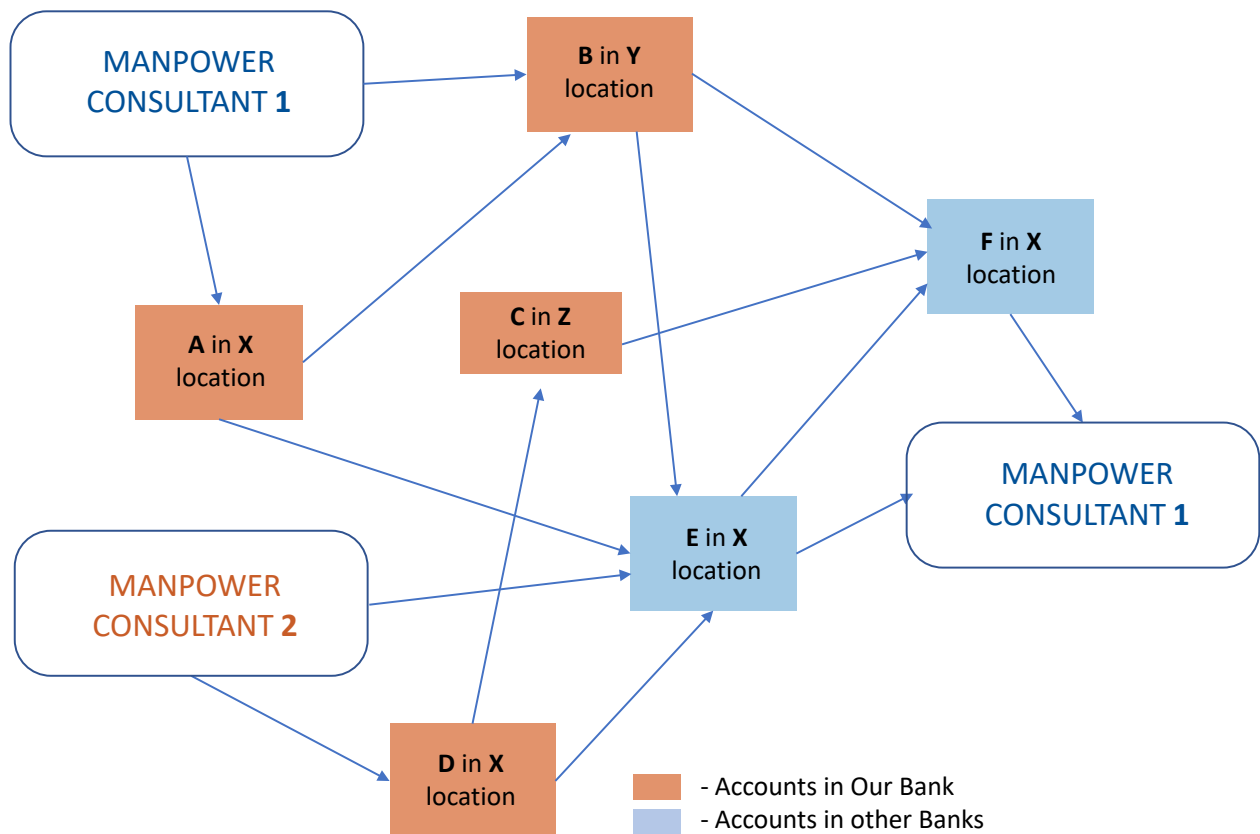 MANPOWER
CONSULTANT 1
B in Y
location
F in X
location
A in X
location
C in Z
location
MANPOWER
CONSULTANT 1
E in X
location
MANPOWER
CONSULTANT 2
D in X
location
- Accounts in Our Bank
- Accounts in other Banks